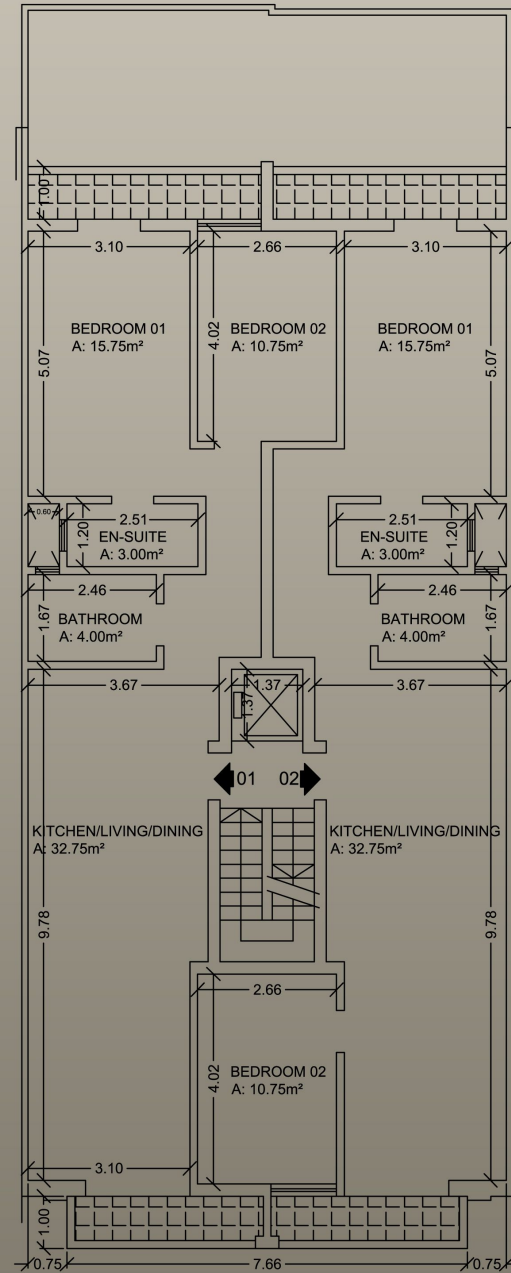 1.00
3.10
2.66
3.10
BEDROOM 01
A: 15.75m²
BEDROOM 02
A: 10.75m²
BEDROOM 01
A: 15.75m²
4.02
5.07
5.07
0.60
2.51
1.20
EN-SUITE
A: 3.00m²
2.51
1.20
EN-SUITE
A: 3.00m²
2.46
2.46
1.67
BATHROOM
A: 4.00m²
BATHROOM
A: 4.00m²
1.67
3.67
1.37
3.67
1.37
01
02
KITCHEN/LIVING/DINING
A: 32.75m²
KITCHEN/LIVING/DINING
A: 32.75m²
9.78
9.78
2.66
4.02
BEDROOM 02
A: 10.75m²
3.10
1.00
0.75
7.66
0.75